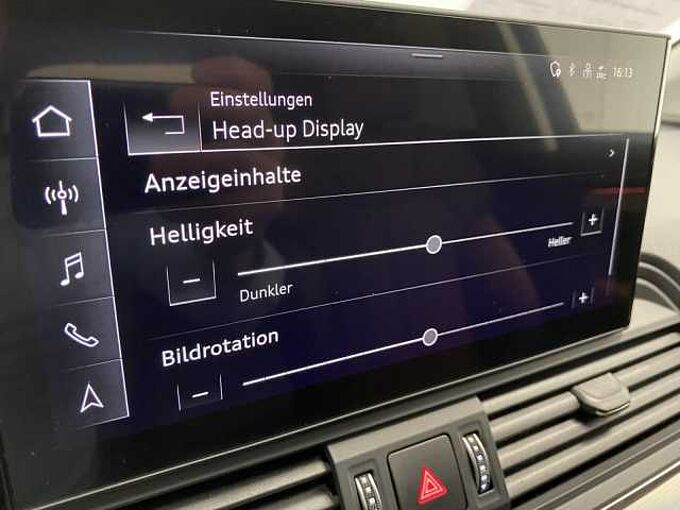 16:13
Einstellungen
Head-up Display
Anzeigeinhalte
Helligkeit
Heller
Dunkler
Bildrotation